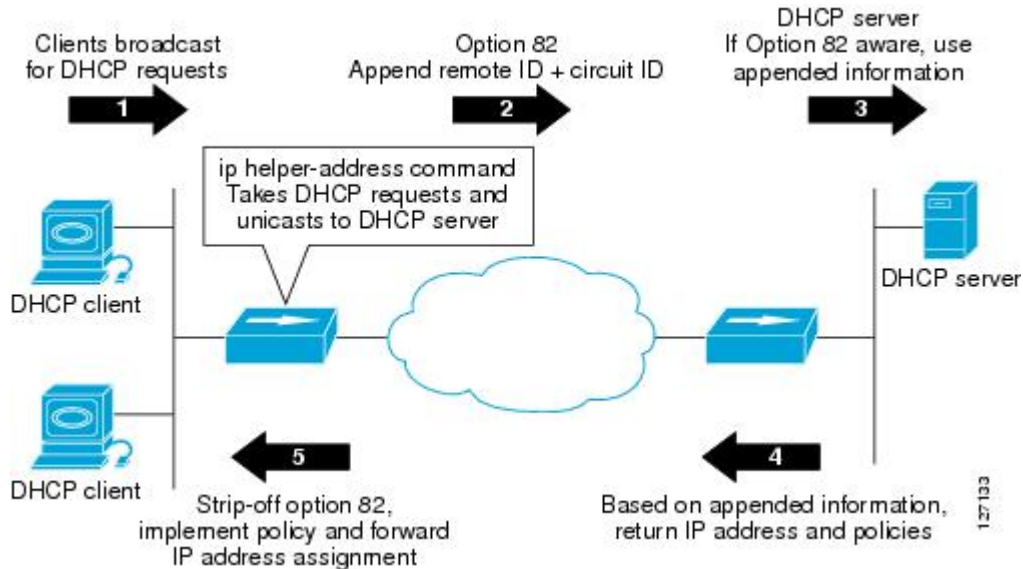 Clients broadcast
for DHCP requests
1
Option 82
Append remote ID + circuit ID
2
DHCP server
If Option 82 aware, use
appended information
3
ip helper-address command
Takes DHCP requests and
unicasts to DHCP server
DHCP client
DHCP server
DHCP client
5
Strip-off option 82,
implement policy and forward
IP address assignment
4
Based on appended information,
return IP address and policies
127133